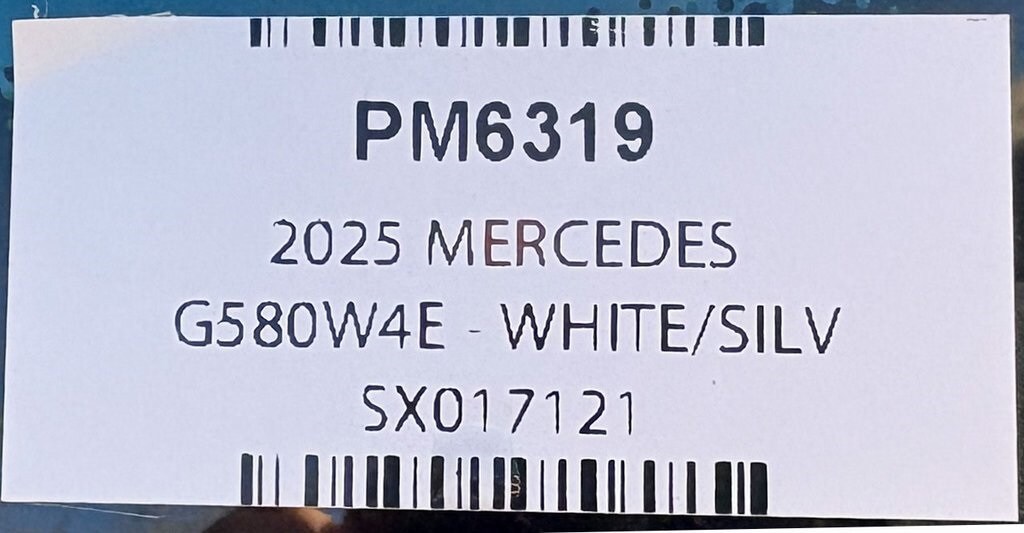 PM6319
2025 MERCEDES
G580W4E - WHITE/SILV
SX017121